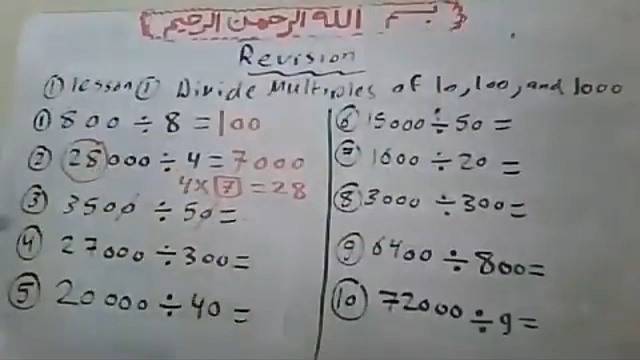 بسم الله الرحمن الرحيم
Revision
① lesson ① Divide Multiples of 10, 100, and 1000
① 800 ÷ 8 = 100
② 28000 ÷ 4 = 7000
4 × 7 = 28
③ 3500 ÷ 50 =
④ 27000 ÷ 300 =
⑤ 20000 ÷ 40 =
⑥ 15000 ÷ 50 =
⑦ 1600 ÷ 20 =
⑧ 3000 ÷ 300 =
⑨ 6400 ÷ 800 =
⑩ 72000 ÷ 9 =